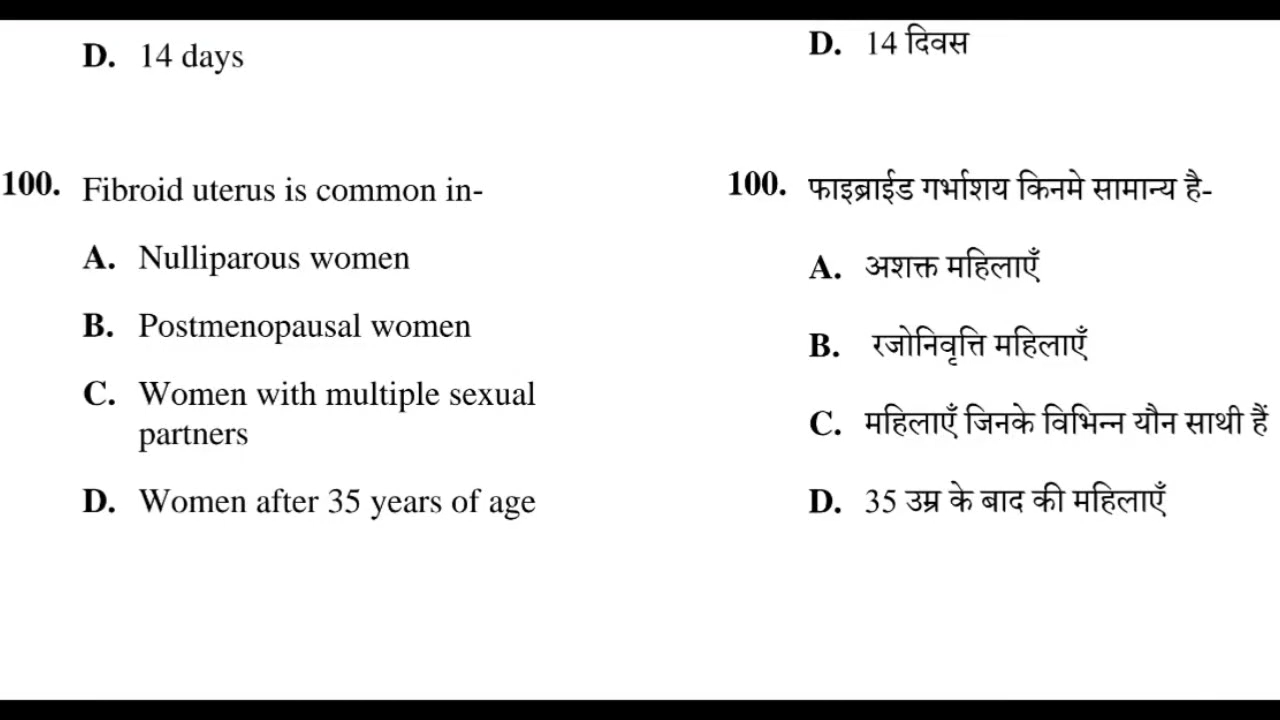 D. 14 days
100. Fibroid uterus is common in-
A. Nulliparous women
B. Postmenopausal women
C. Women with multiple sexual
partners
D. Women after 35 years of age
D. 14 दिवस
100. फाइब्राईड गर्भाशय किनमे सामान्य है-
A. अशक्त महिलाएँ
B. रजोनिवृत्ति महिलाएँ
C. महिलाएँ जिनके विभिन्न यौन साथी हैं
D. 35 उम्र के बाद की महिलाएँ